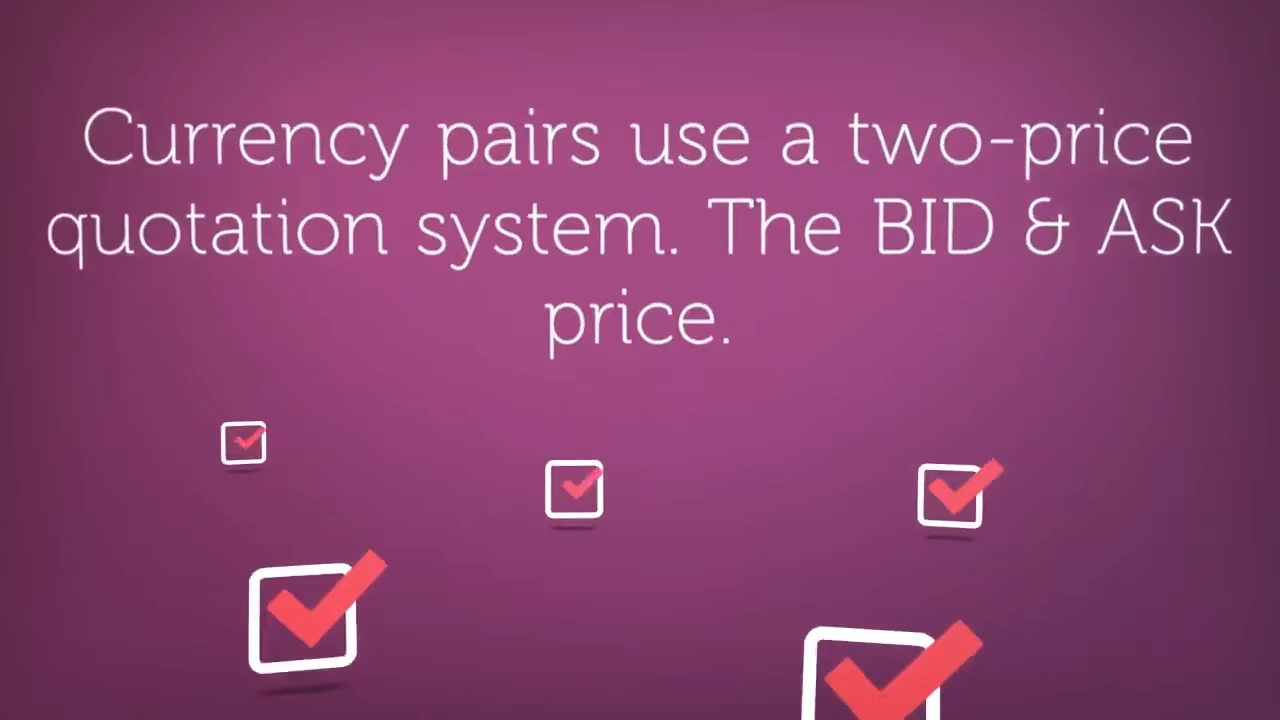 Currency pairs use a two-price
quotation system. The BID & ASK
price.